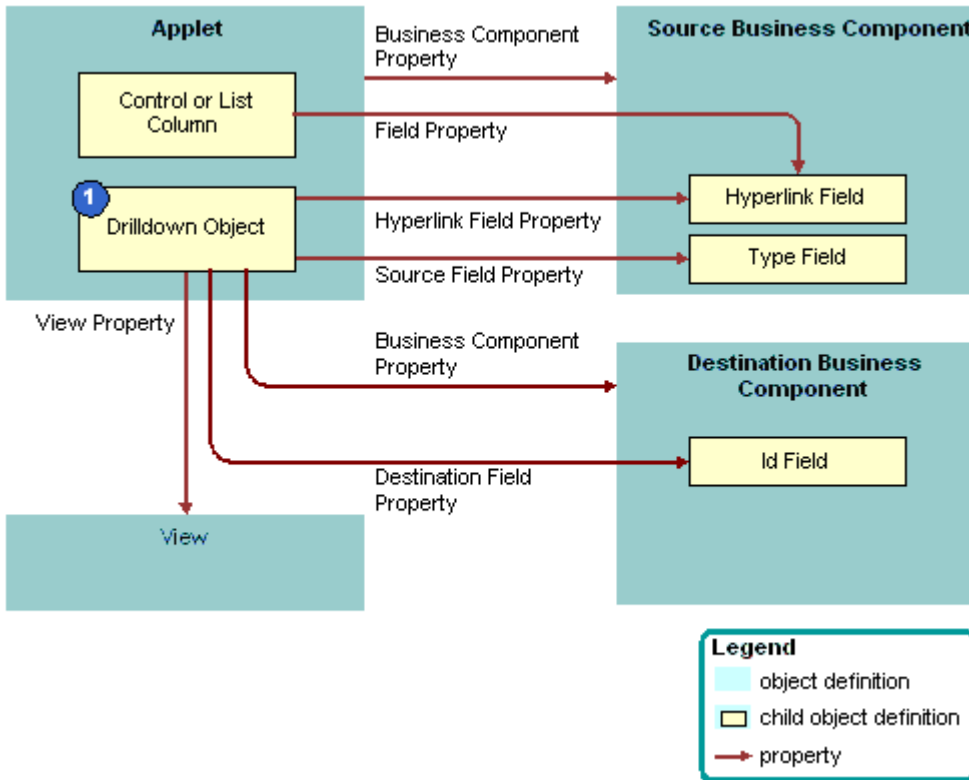 Applet
Business Component
Property
Source Business Component
Control or List
Column
Field Property
1
Drilldown Object
Hyperlink Field Property
Hyperlink Field
Source Field Property
Type Field
View Property
Business Component
Property
Destination Business
Component
Id Field
Destination Field
Property
View
Legend
object definition
child object definition
property